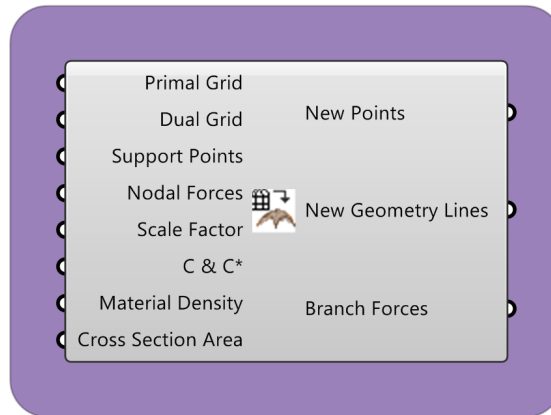 Primal Grid
Dual Grid
Support Points
Nodal Forces
Scale Factor
C & C*
Material Density
Cross Section Area
New Points
New Geometry Lines
Branch Forces